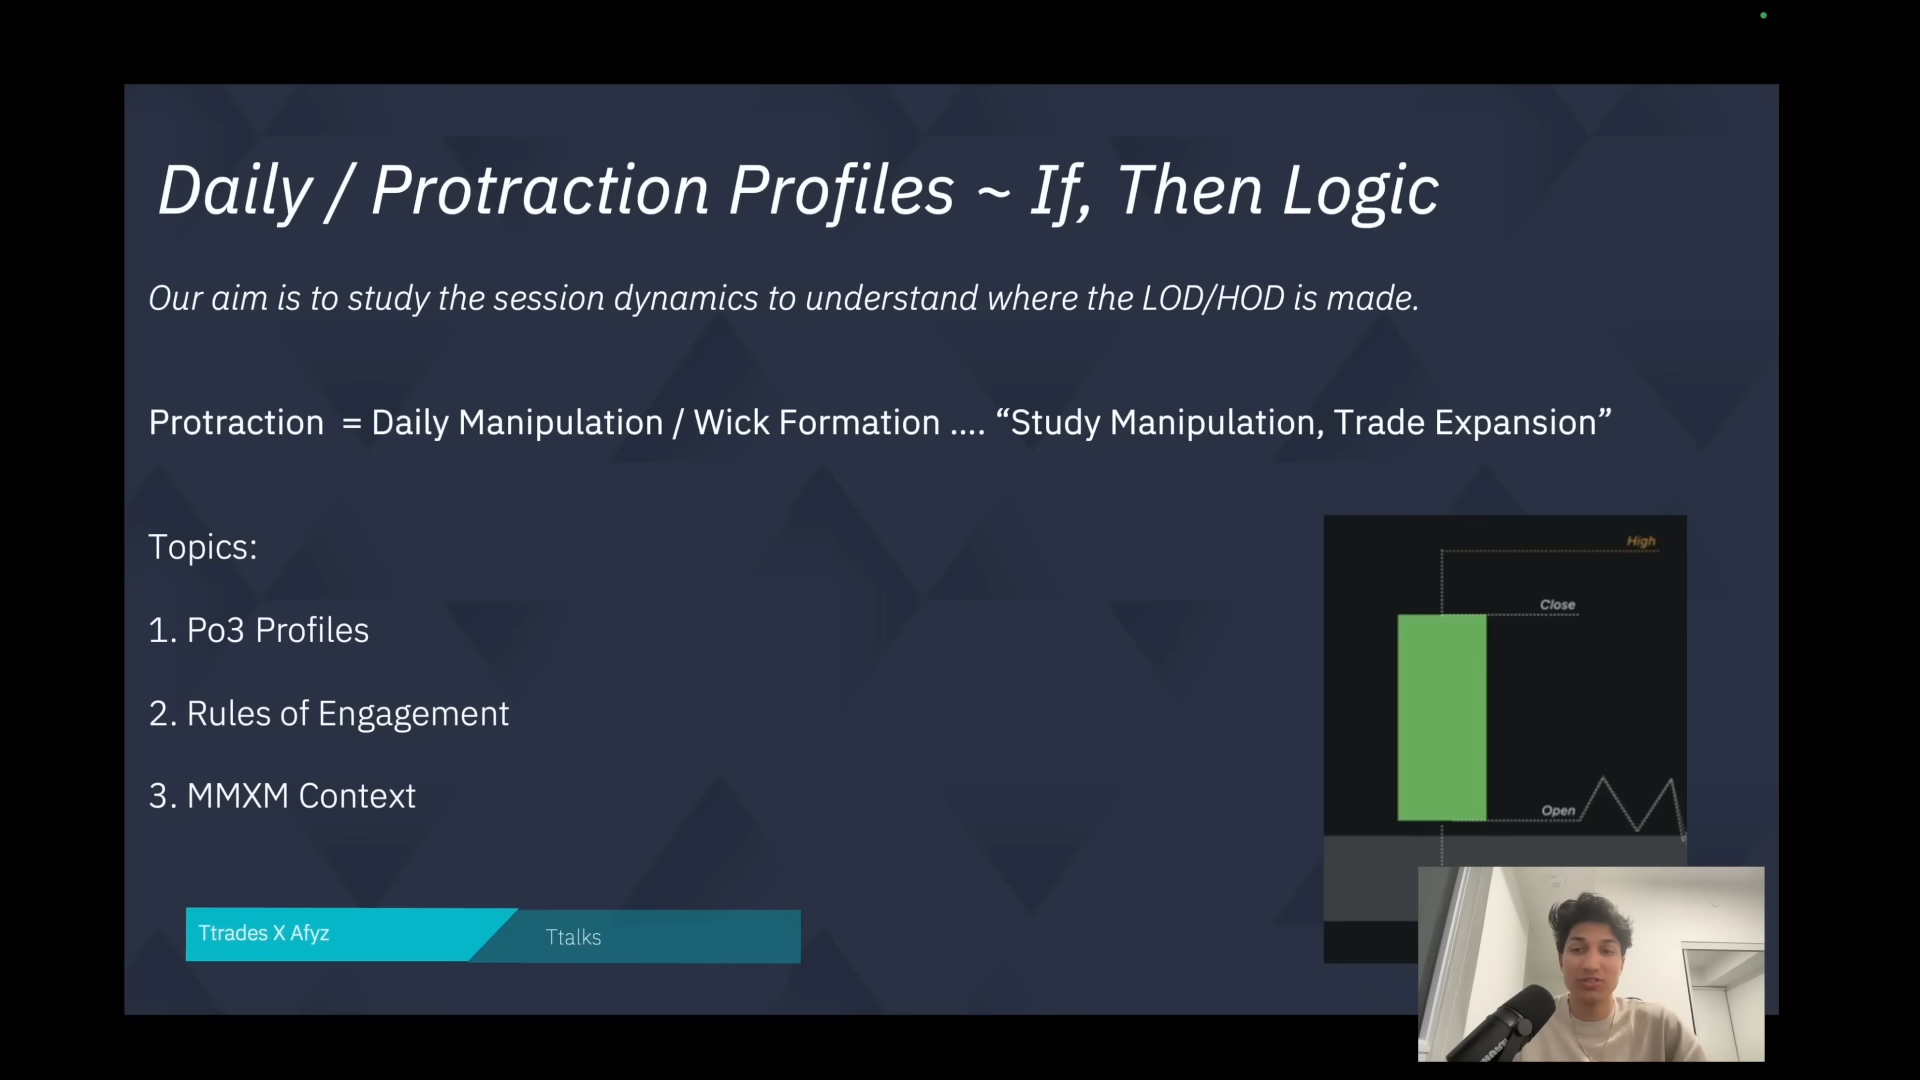 Daily / Protraction Profiles ~ If, Then Logic
Our aim is to study the session dynamics to understand where the LOD/HOD is made.
Protraction = Daily Manipulation / Wick Formation .... “Study Manipulation, Trade Expansion”
Topics:
1. Po3 Profiles
2. Rules of Engagement
3. MMXM Context
High
Close
Open
Ttrades X Afyz
Ttalks